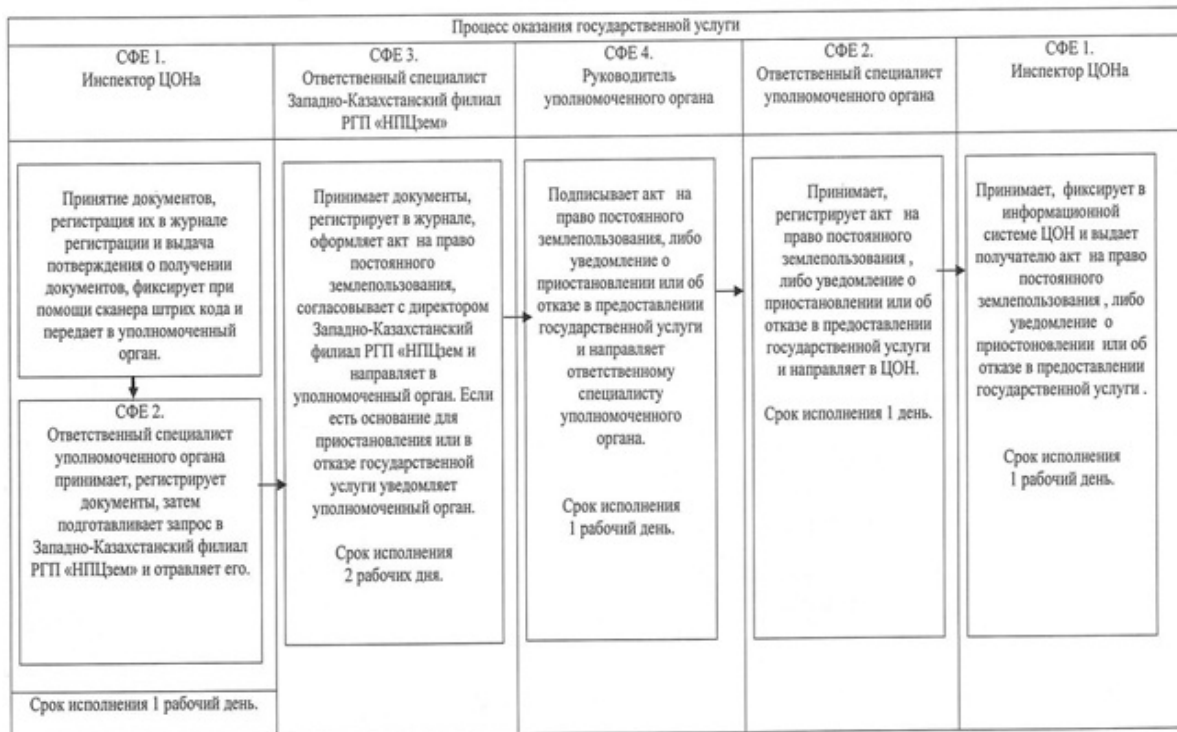 Процесс оказания государственной услуги
СФЕ 1.
Инспектор ЦОНа
СФЕ 3.
Ответственный специалист
Западно-Казахстанский филиал
РГП «НПЦзем»
СФЕ 4.
Руководитель
уполномоченного органа
СФЕ 2.
Ответственный специалист
уполномоченного органа
СФЕ 1.
Инспектор ЦОНа
Принятие документов,
регистрация их в журнале
регистрации и выдача
потверждения о получении
документов, фиксирует при
помощи сканера штрих кода и
передает в уполномоченный
орган.
СФЕ 2.
Ответственный специалист
уполномоченного органа
принимает, регистрирует
документы, затем
подготавливает запрос в
Западно-Казахстанский филиал
РГП «НПЦзем» и отравляет его.
Срок исполнения 1 рабочий день.
Принимает документы,
регистрирует в журнале,
оформляет акт на право
постоянного
землепользования,
согласовывает с директором
Западно-Казахстанский
филиал РГП «НПЦзем и
направляет в
уполномоченный орган. Если
есть основание для
приостановления или в
отказе государственной
услуги уведомляет
уполномоченный орган.
Срок исполнения
2 рабочих дня.
Подписывает акт на
право постоянного
землепользования, либо
уведомление о
приостановлении или об
отказе в предоставлении
государственной услуги
и направляет
ответственному
специалисту
уполномоченного
органа.
Срок исполнения
1 рабочий день.
Принимает,
регистрирует акт на
право постоянного
землепользования ,
либо уведомление о
приостановлении или об
отказе в предоставлении
государственной услуги
и направляет в ЦОН.
Срок исполнения 1 день.
Принимает, фиксирует в
информационной
системе ЦОН и выдает
получателю акт на право
постоянного
землепользования , либо
уведомление о
приостоновлении или об
отказе в предоставлении
государственной услуги .
Срок исполнения
1 рабочий день.